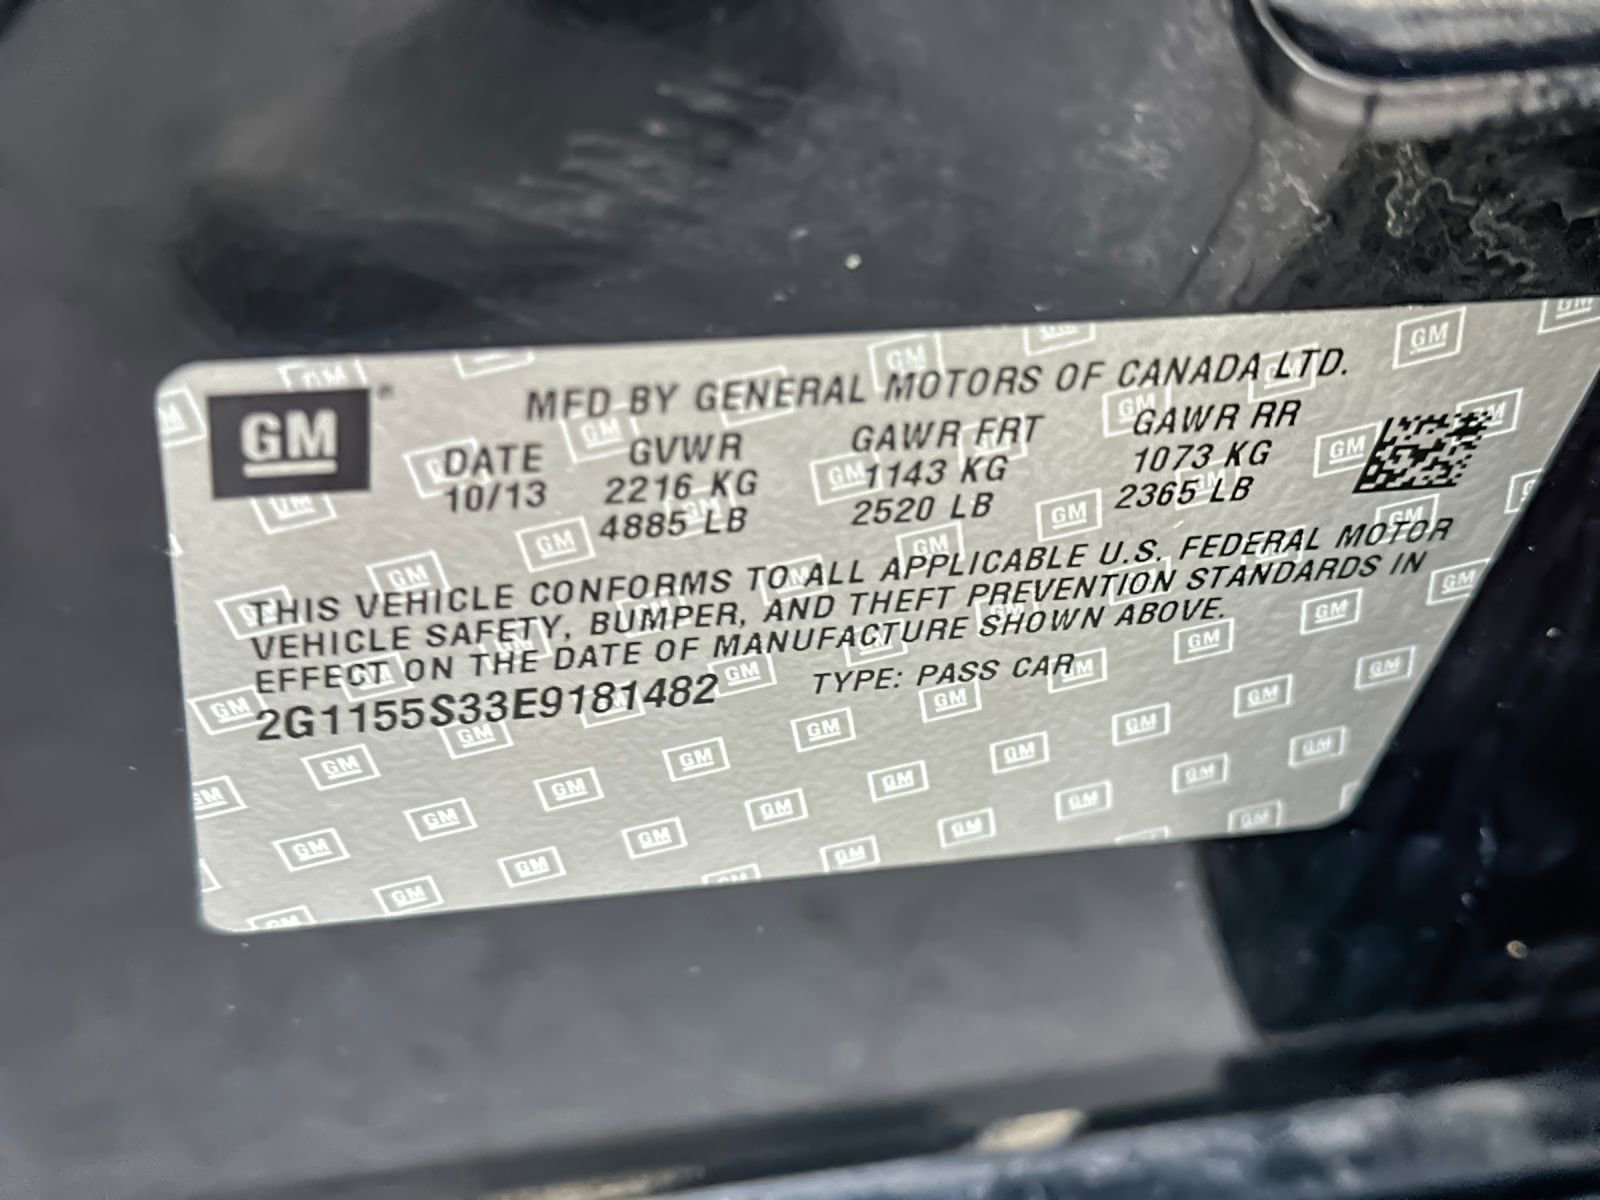 GM
MFD BY GENERAL MOTORS OF CANADA LTD.
DATE GVWR GAWR FRT GAWR RR
10/13 2216 KG 1143 KG 1073 KG
4885 LB 2520 LB 2365 LB
THIS VEHICLE CONFORMS TO ALL APPLICABLE U.S. FEDERAL MOTOR
VEHICLE SAFETY, BUMPER, AND THEFT PREVENTION STANDARDS IN
EFFECT ON THE DATE OF MANUFACTURE SHOWN ABOVE.
2G1155S33E9181482 TYPE: PASS CAR